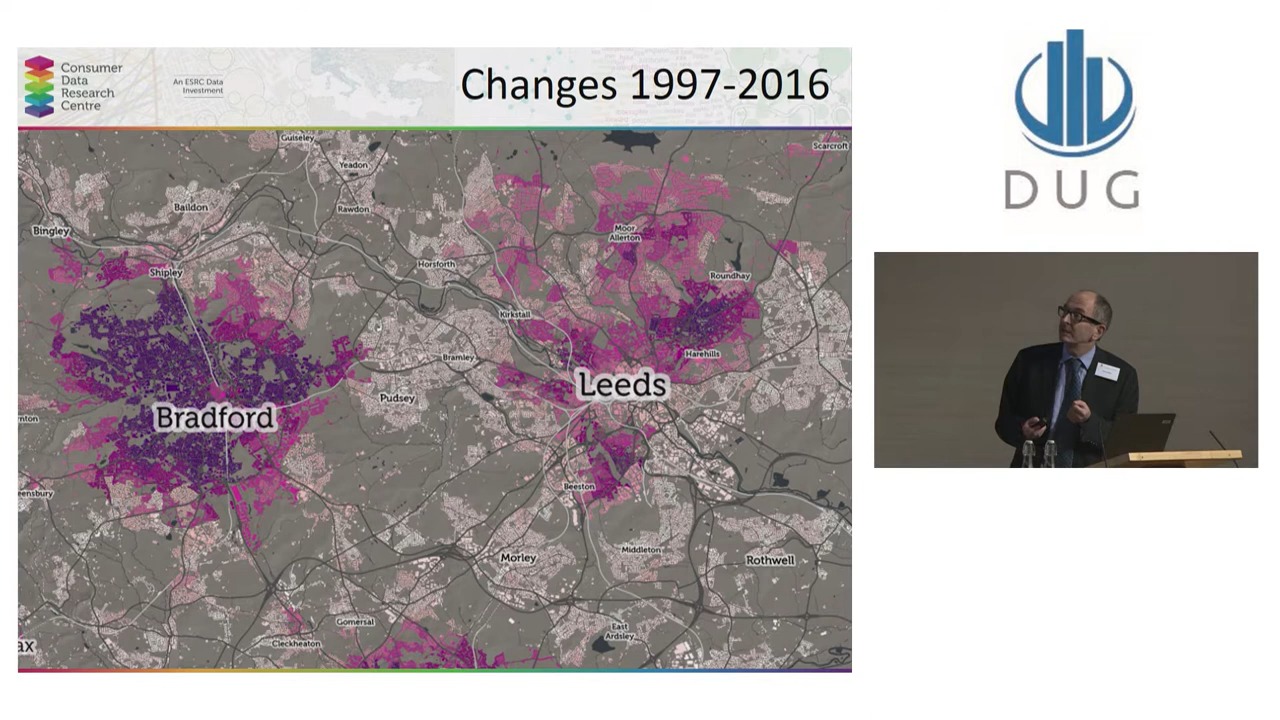 Consumer
Data
Research
Centre
An ESRC Data
Investment
Changes 1997-2016
DUG
Guiseley
Yeadon
Scarcroft
Baildon
Rawdon
Bingley
Moor
Allerton
Horsforth
Shipley
Roundhay
Kirkstall
Harehills
Bramley
Leeds
Pudsey
Bradford
nton
Beeston
eensbury
Middleton
Morley
Rothwell
Gomersal
East
Ardsley
Cleckheaton
ax